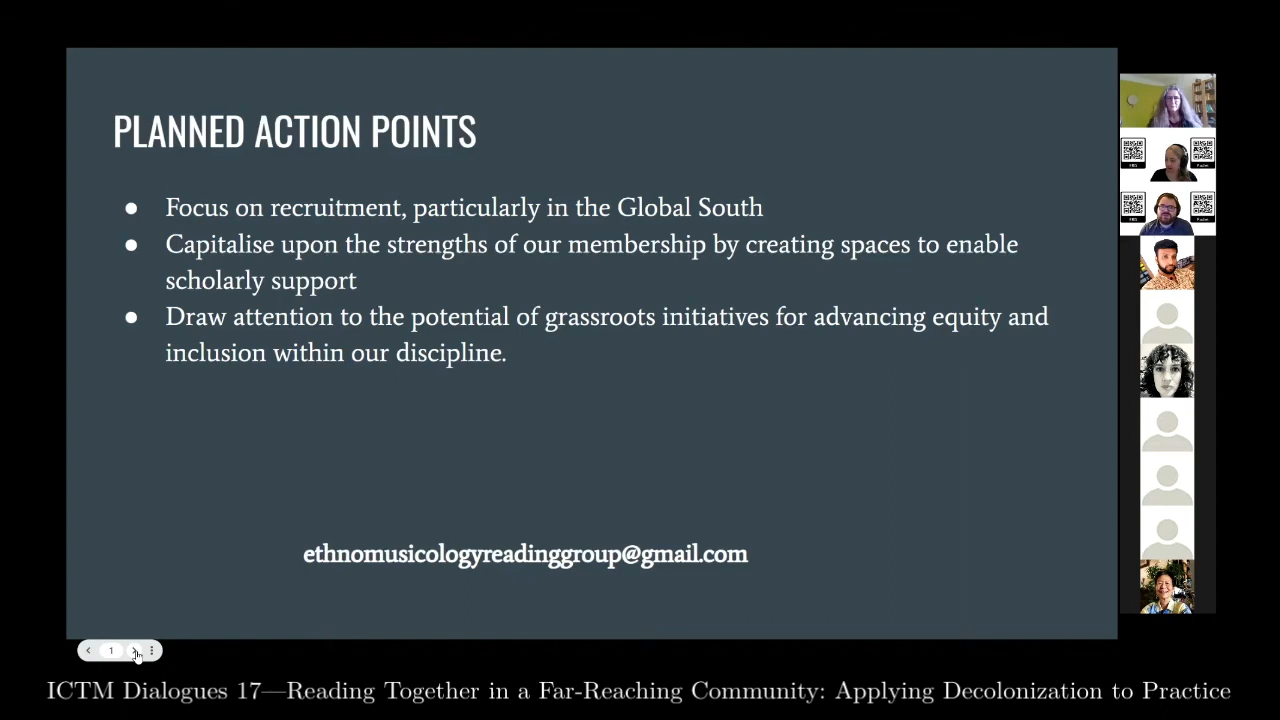 PLANNED ACTION POINTS
● Focus on recruitment, particularly in the Global South
● Capitalise upon the strengths of our membership by creating spaces to enable
scholarly support
● Draw attention to the potential of grassroots initiatives for advancing equity and
inclusion within our discipline.
ethnomusicologyreadinggroup@gmail.com
1
ICTM Dialogues 17—Reading Together in a Far-Reaching Community: Applying Decolonization to Practice